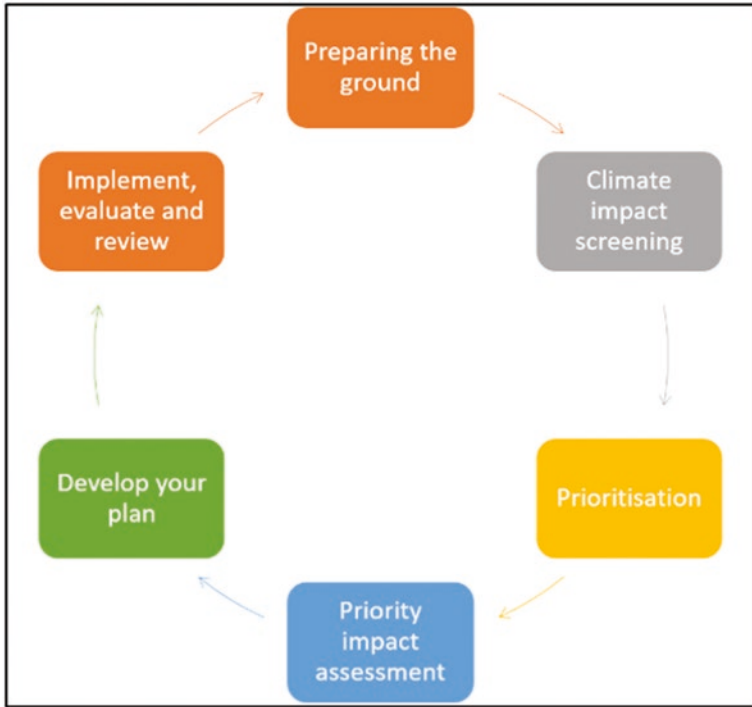 Preparing the
ground
Climate
impact
screening
Prioritisation
Priority
impact
assessment
Develop your
plan
Implement,
evaluate and
review